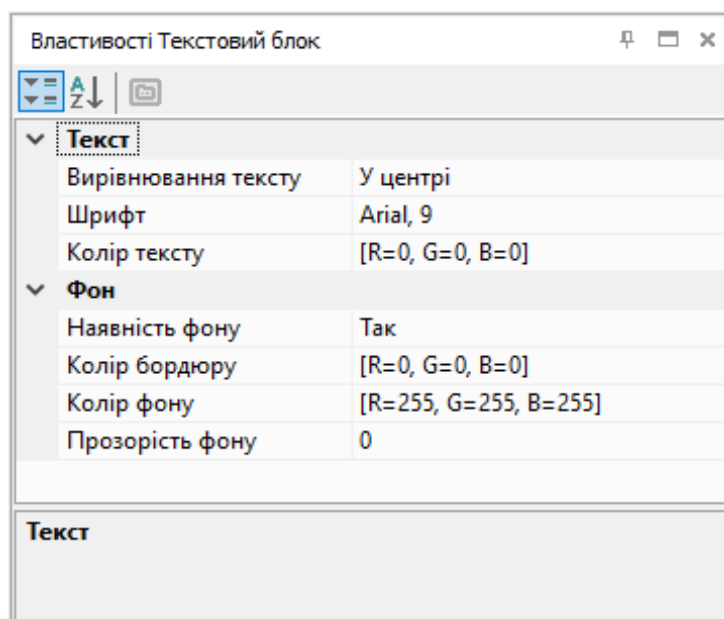 Властивості Текстовий блок
Текст
Вирівнювання тексту У центрі
Шрифт Arial, 9
Колір тексту [R=0, G=0, B=0]
Фон
Наявність фону Так
Колір бордюру [R=0, G=0, B=0]
Колір фону [R=255, G=255, B=255]
Прозорість фону 0
Текст